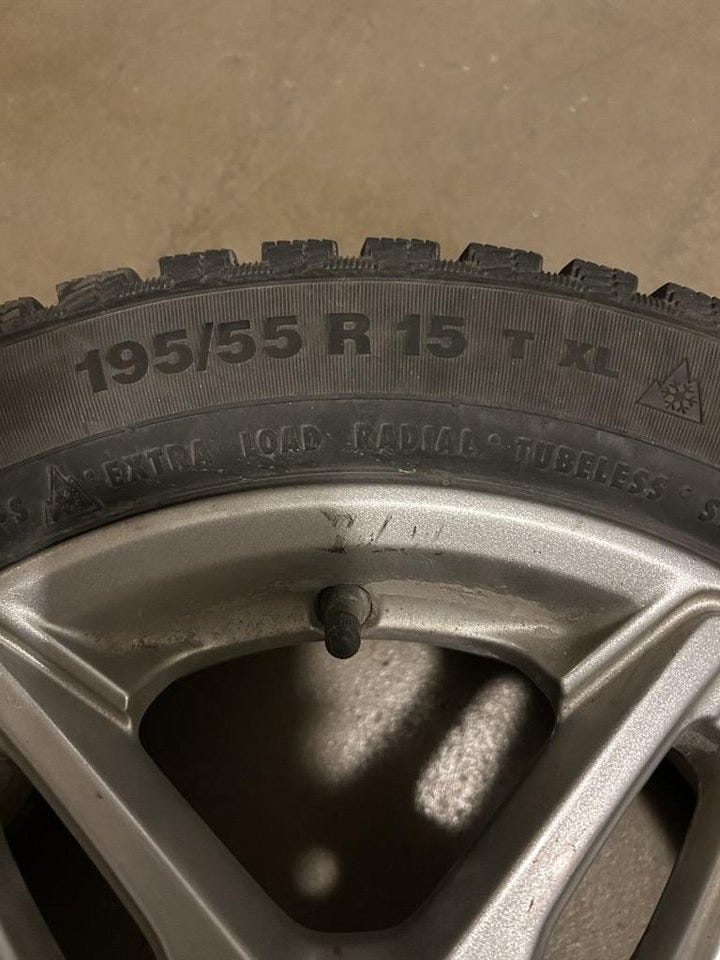 195/55 R 15 T XL
EXTRA LOAD RADIAL • TUBELESS •